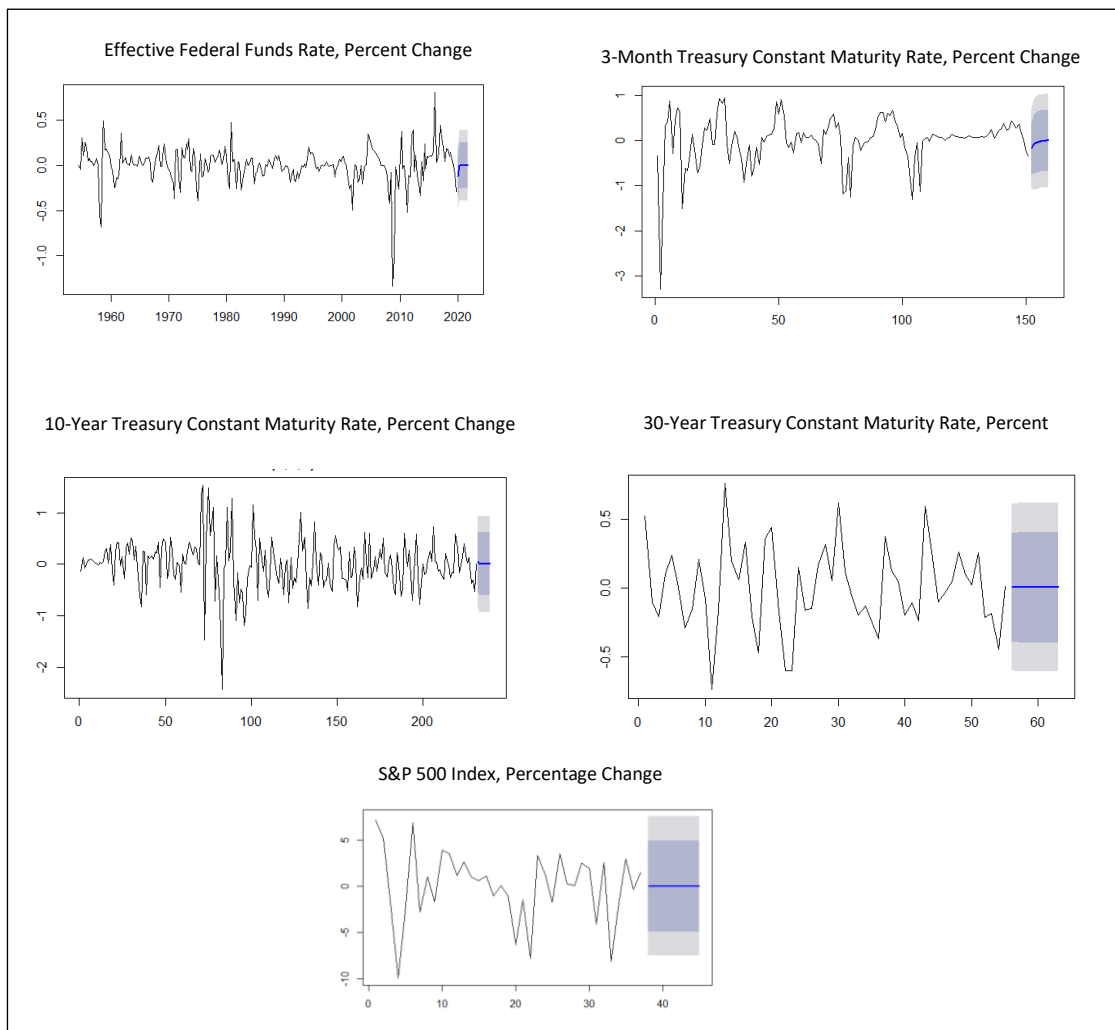 Effective Federal Funds Rate, Percent Change
0.5
0.0
-0.5
-1.0
1960 1970 1980 1990 2000 2010 2020
3-Month Treasury Constant Maturity Rate, Percent Change
1
0
-1
-2
-3
0 50 100 150
10-Year Treasury Constant Maturity Rate, Percent Change
1
0
-1
-2
0 50 100 150 200
30-Year Treasury Constant Maturity Rate, Percent
0.5
0.0
-0.5
0 10 20 30 40 50 60
S&P 500 Index, Percentage Change
5
0
-5
-10
0 10 20 30 40